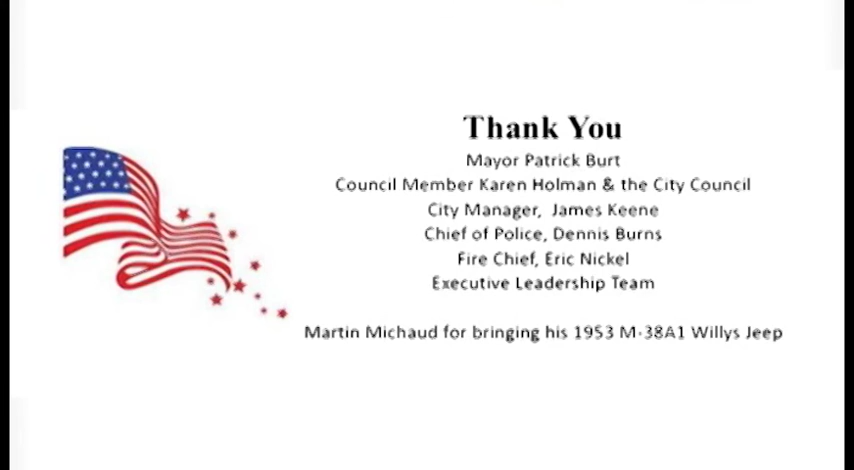 Thank You
Mayor Patrick Burt
Council Member Karen Holman & the City Council
City Manager, James Keene
Chief of Police, Dennis Burns
Fire Chief, Eric Nickel
Executive Leadership Team
Martin Michaud for bringing his 1953 M-38A1 Willys Jeep